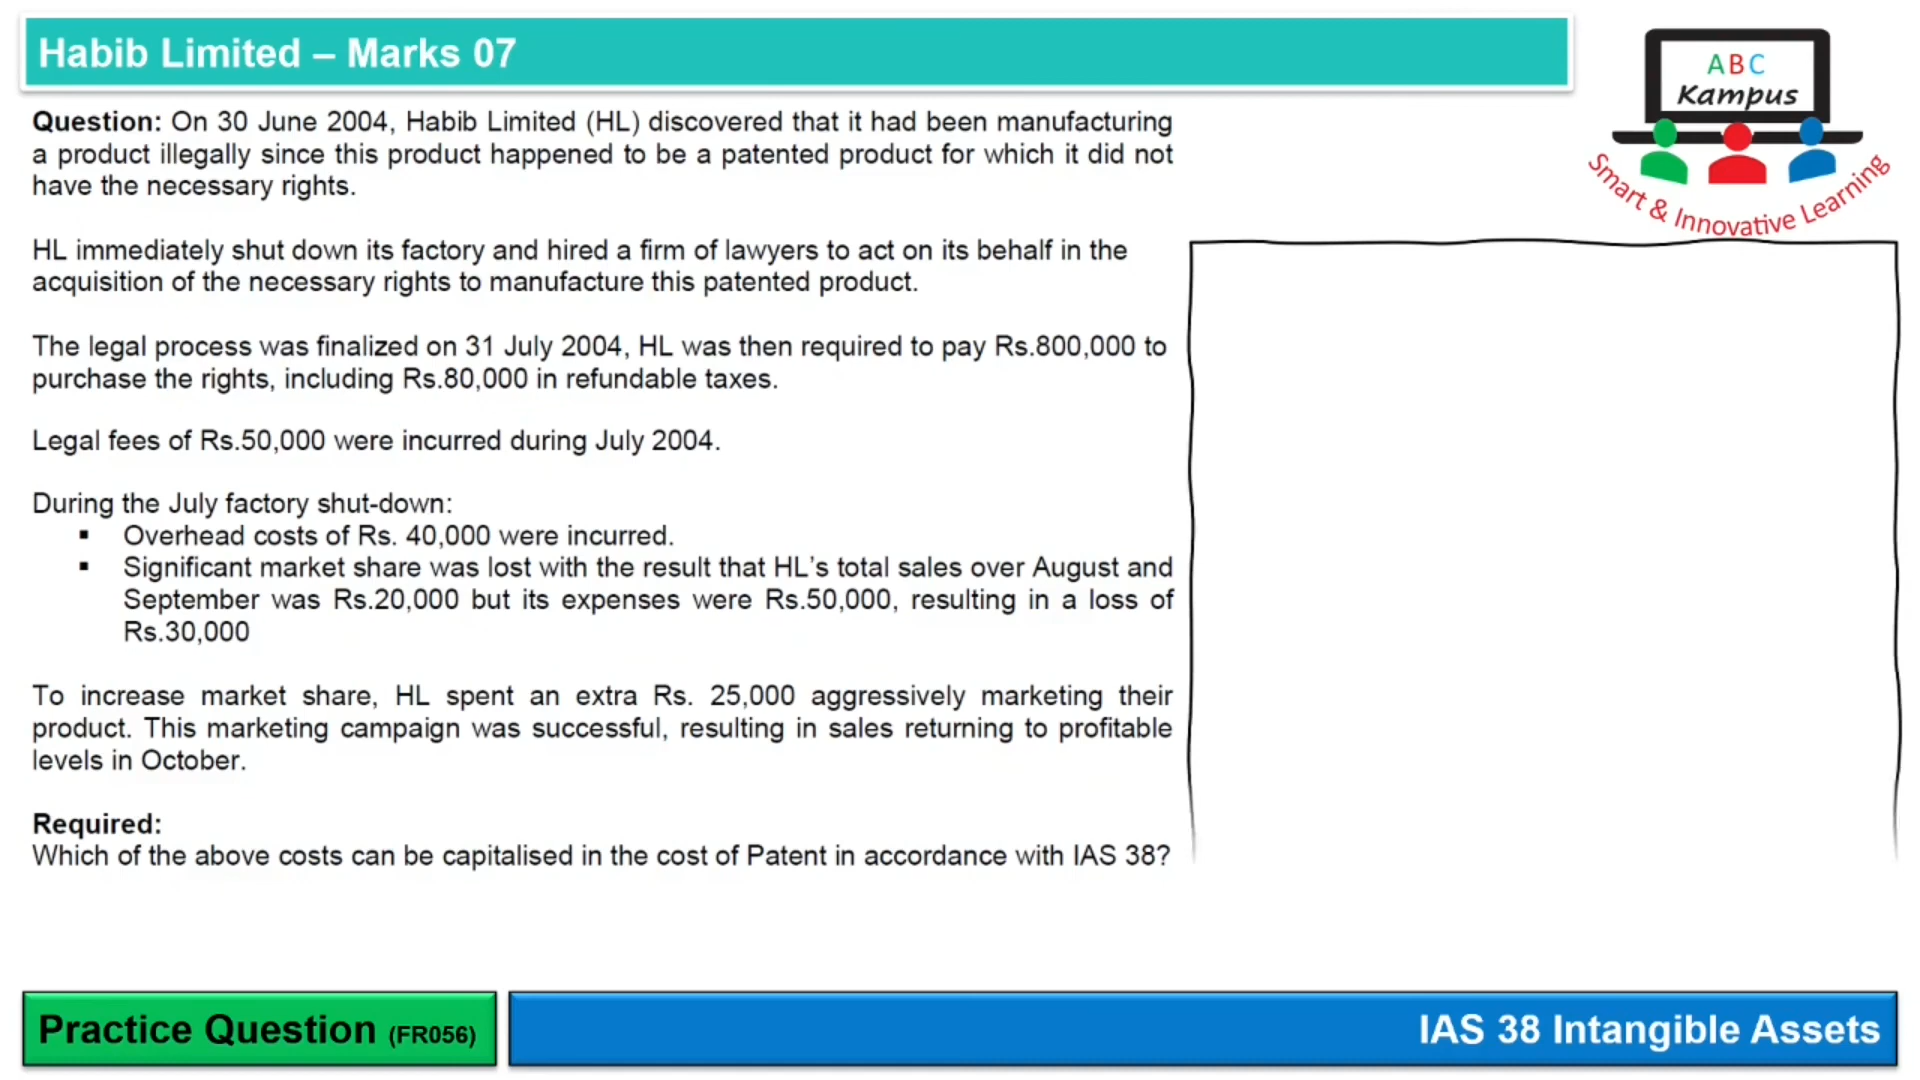 Habib Limited – Marks 07
A B C
Kampus
Smart & Innovative Learning
Question: On 30 June 2004, Habib Limited (HL) discovered that it had been manufacturing
a product illegally since this product happened to be a patented product for which it did not
have the necessary rights.
HL immediately shut down its factory and hired a firm of lawyers to act on its behalf in the
acquisition of the necessary rights to manufacture this patented product.
The legal process was finalized on 31 July 2004, HL was then required to pay Rs.800,000 to
purchase the rights, including Rs.80,000 in refundable taxes.
Legal fees of Rs.50,000 were incurred during July 2004.
During the July factory shut-down:
▪ Overhead costs of Rs. 40,000 were incurred.
▪ Significant market share was lost with the result that HL’s total sales over August and
September was Rs.20,000 but its expenses were Rs.50,000, resulting in a loss of
Rs.30,000
To increase market share, HL spent an extra Rs. 25,000 aggressively marketing their
product. This marketing campaign was successful, resulting in sales returning to profitable
levels in October.
Required:
Which of the above costs can be capitalised in the cost of Patent in accordance with IAS 38?
Practice Question (FR056)
IAS 38 Intangible Assets